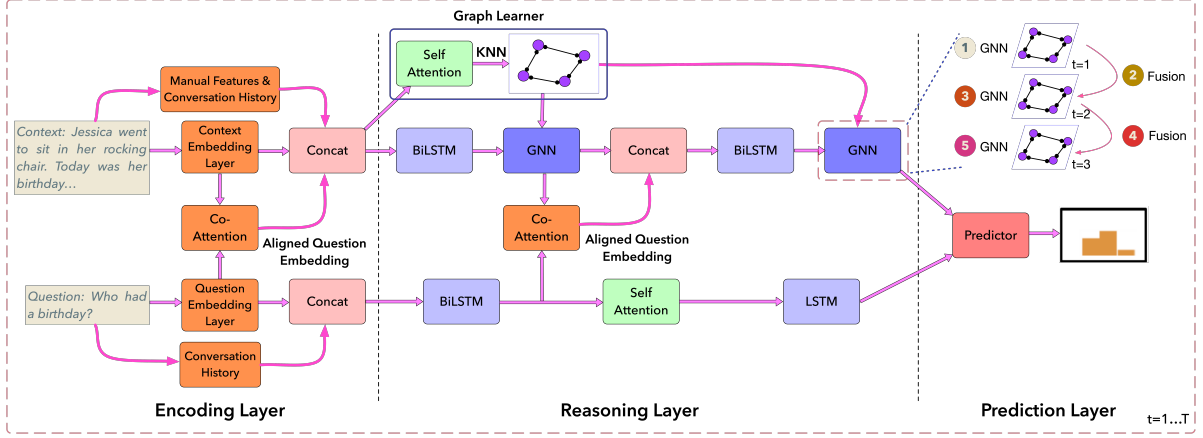 Graph Learner
Self
Attention
KNN
1 GNN
t=1
2 Fusion
3 GNN
t=2
4 Fusion
5 GNN
t=3
Manual Features &
Conversation History
Context: Jessica went
to sit in her rocking
chair. Today was her
birthday...
Context
Embedding
Layer
Concat
BiLSTM
GNN
Concat
BiLSTM
GNN
Co-
Attention
Aligned Question
Embedding
Co-
Attention
Aligned Question
Embedding
Predictor
Question: Who had
a birthday?
Question
Embedding
Layer
Concat
BiLSTM
Self
Attention
LSTM
Conversation
History
Encoding Layer
Reasoning Layer
Prediction Layer
t=1...T